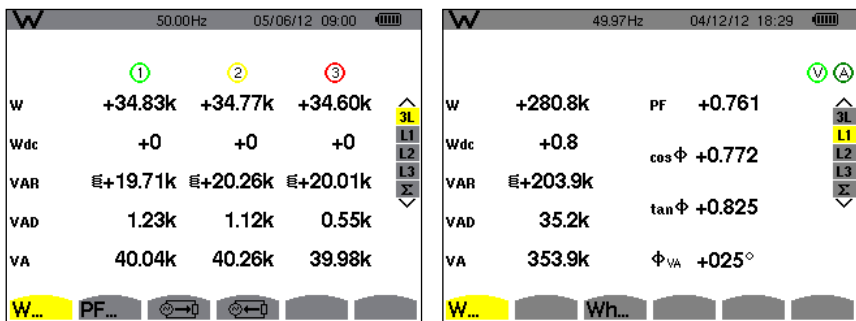 W 50.00Hz 05/06/12 09:00
1 2 3
W +34.83k +34.77k +34.60k
3L
Wdc +0 +0 +0
L1
L2
VAR +19.71k +20.26k +20.01k
L3
Σ
VAD 1.23k 1.12k 0.55k
VA 40.04k 40.26k 39.98k
W... PF...
W 49.97Hz 04/12/12 18:29
V A
W +280.8k PF +0.761
3L
Wdc +0.8 cosΦ +0.772
L1
L2
VAR +203.9k
L3
Σ
VAD 35.2k tanΦ +0.825
VA 353.9k ΦVA +025°
W... Wh...